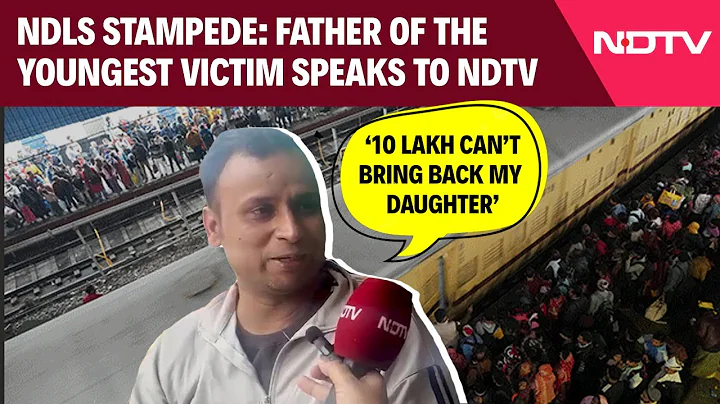 NDLS STAMPEDE: FATHER OF THE
YOUNGEST VICTIM SPEAKS TO NDTV
NDTV
‘10 LAKH CAN’T
BRING BACK MY
DAUGHTER’
NDTV